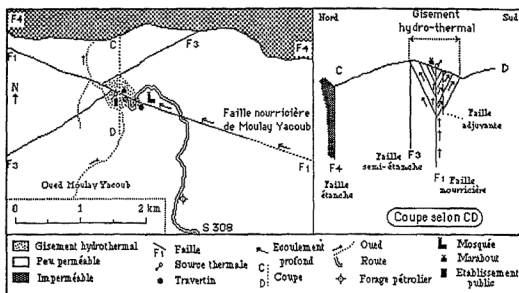 F4
C
F3
F1
N
Faille nourricière
de Moulay Yacoub
D
F3
F1
Oued Moulay Yacoub
0 1 2 km
S 308
Nord
Gisement
hydro-thermal
Sud
C
D
Faille
adjuvante
F4
Faille
étanche
Faille
semi-étanche
F3
F1
Faille
nourricière
Coupe selon CD
Gisement hydrothermal
Peu perméable
Imperméable
F1 Faille
Source thermale
Travertin
Ecoulement
profond
C
D
Coupe
Oued
Route
Forage pétrolier
Mosquée
Marabout
Etablissement
public